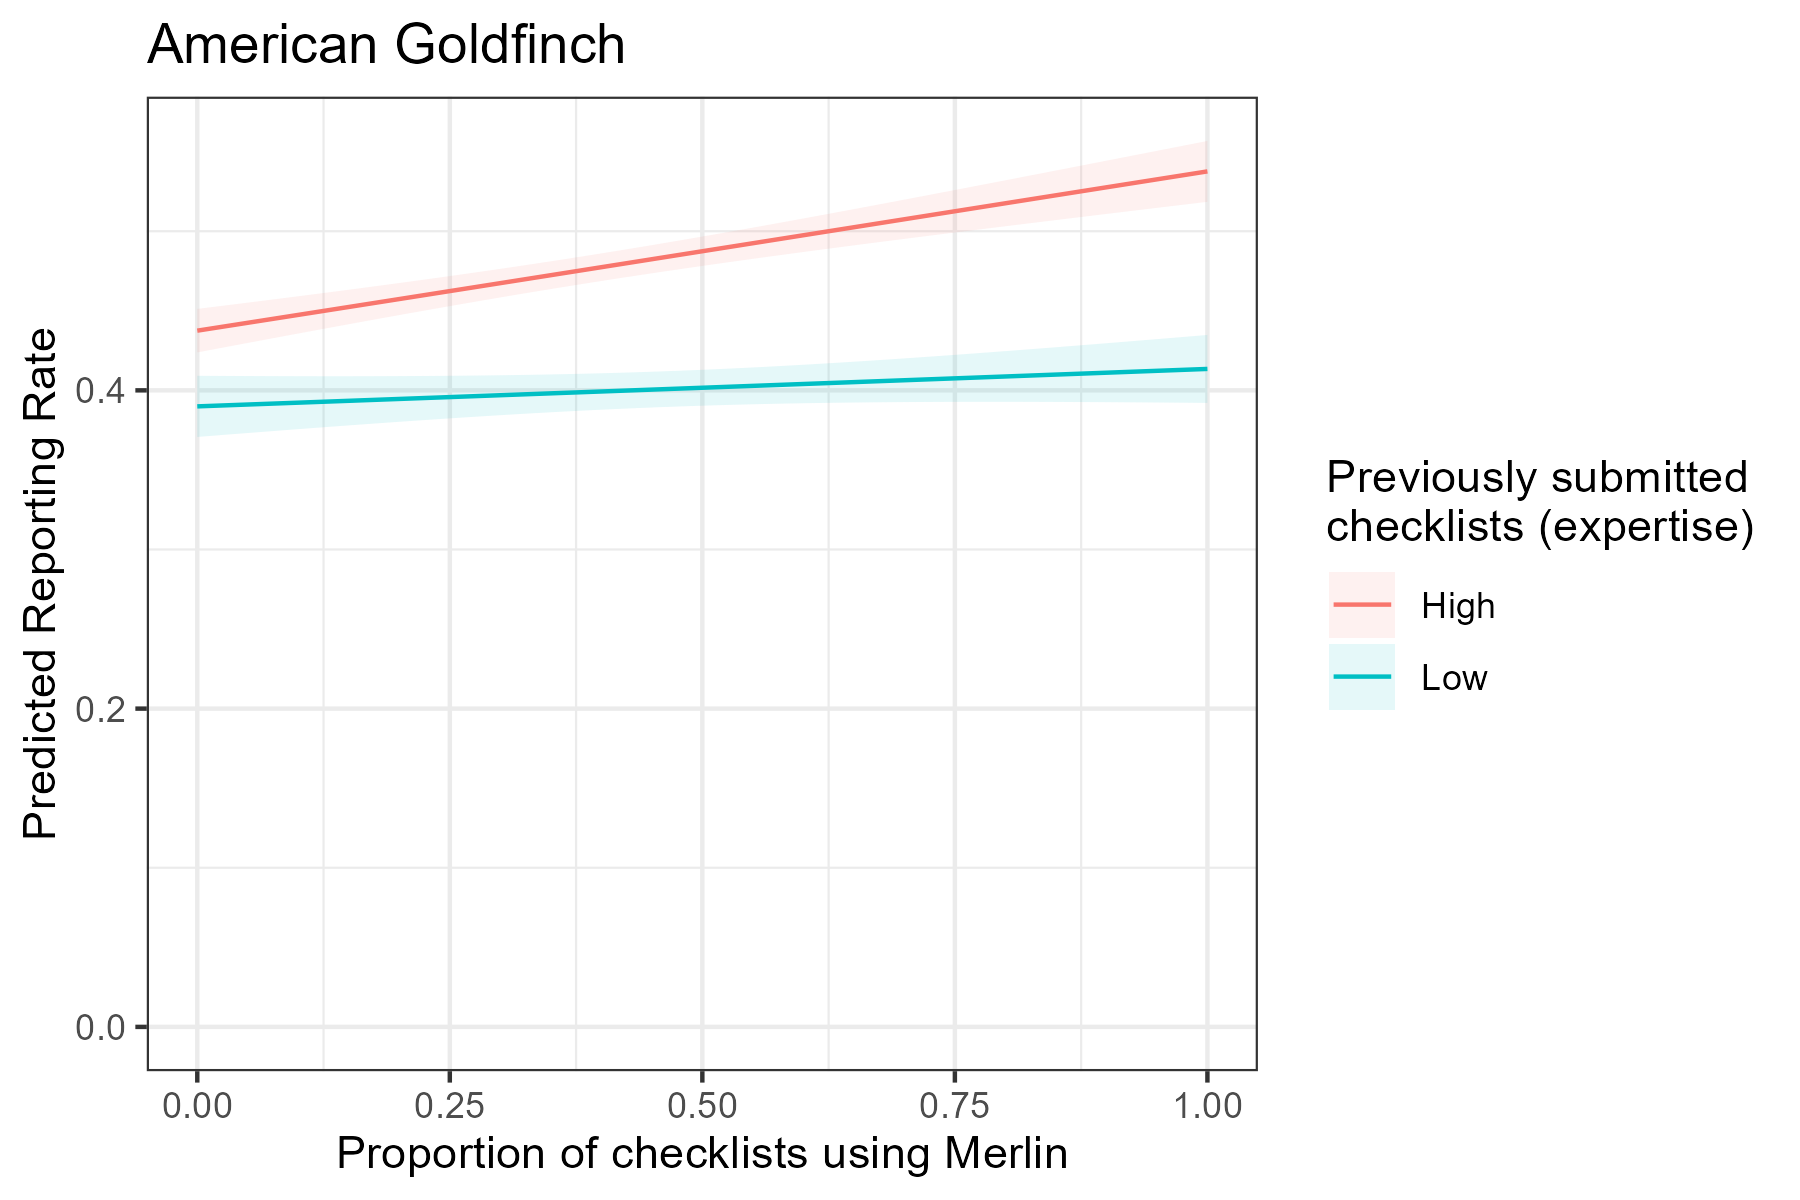 American Goldfinch
Predicted Reporting Rate
0.4
0.2
0.0
0.00
0.25
0.50
0.75
1.00
Proportion of checklists using Merlin
Previously submitted
checklists (expertise)
High
Low